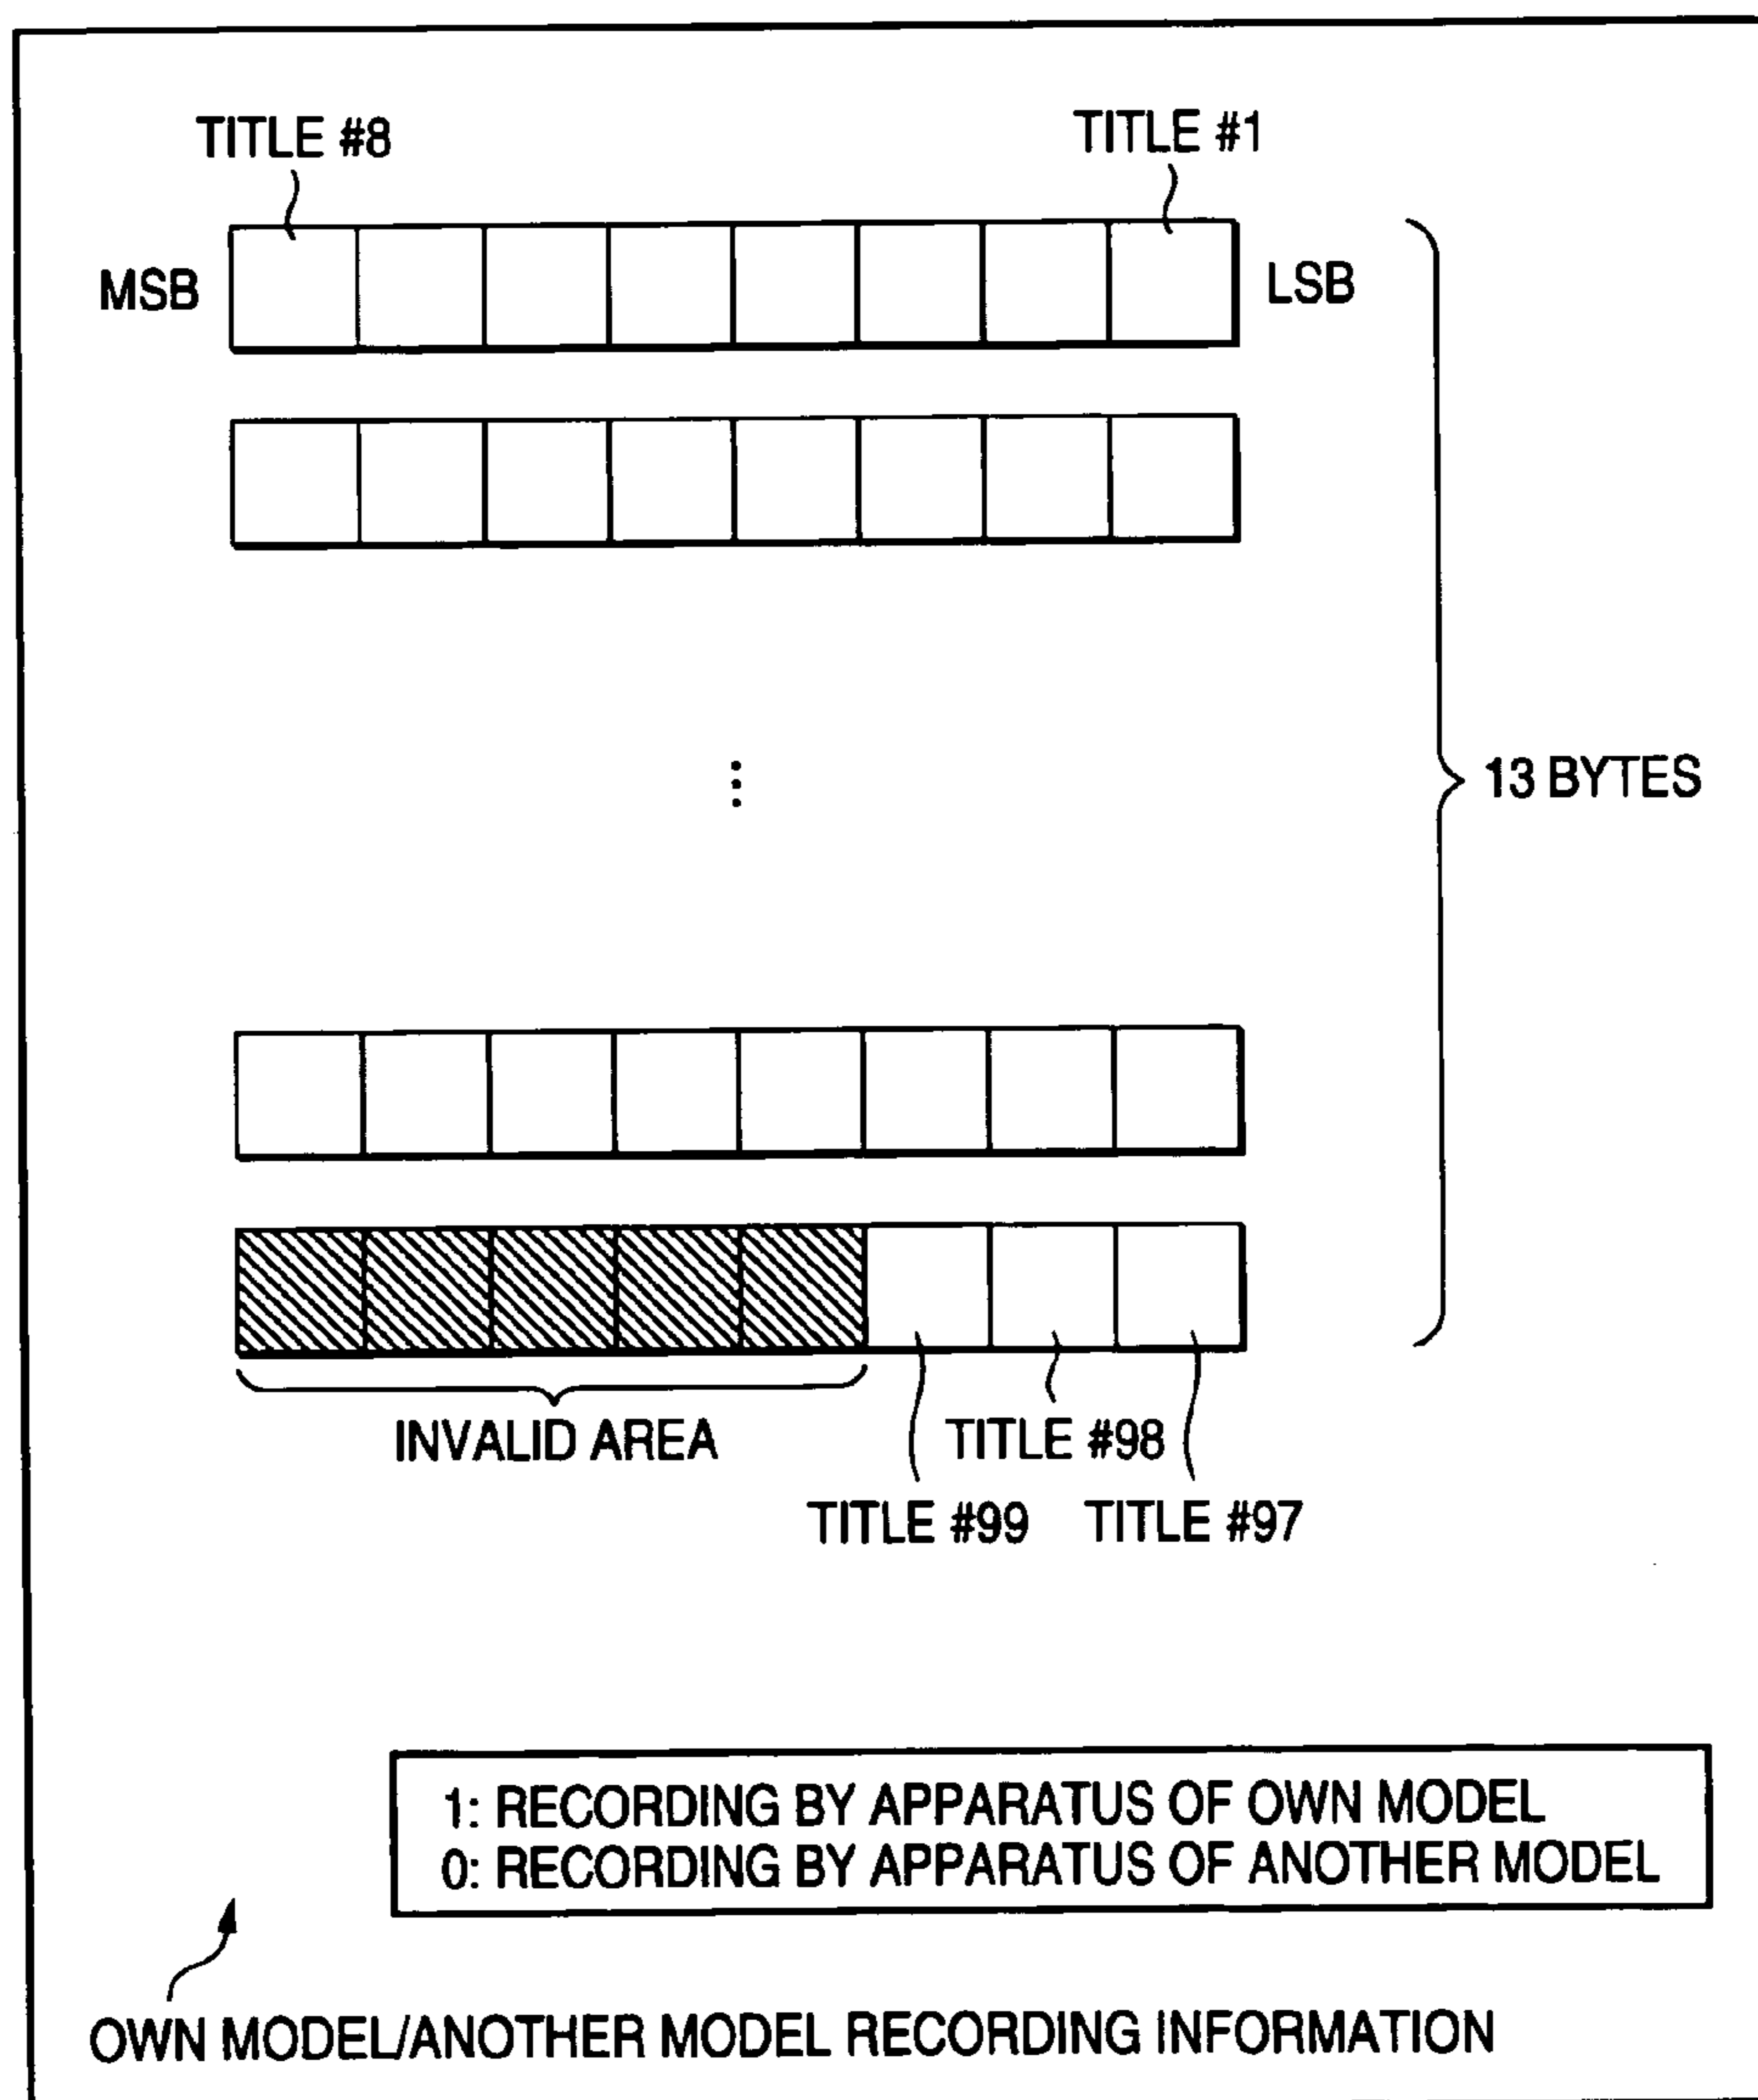 TITLE #8
TITLE #1
MSB
LSB
13 BYTES
INVALID AREA
TITLE #98
TITLE #99
TITLE #97
1: RECORDING BY APPARATUS OF OWN MODEL
0: RECORDING BY APPARATUS OF ANOTHER MODEL
OWN MODEL/ANOTHER MODEL RECORDING INFORMATION